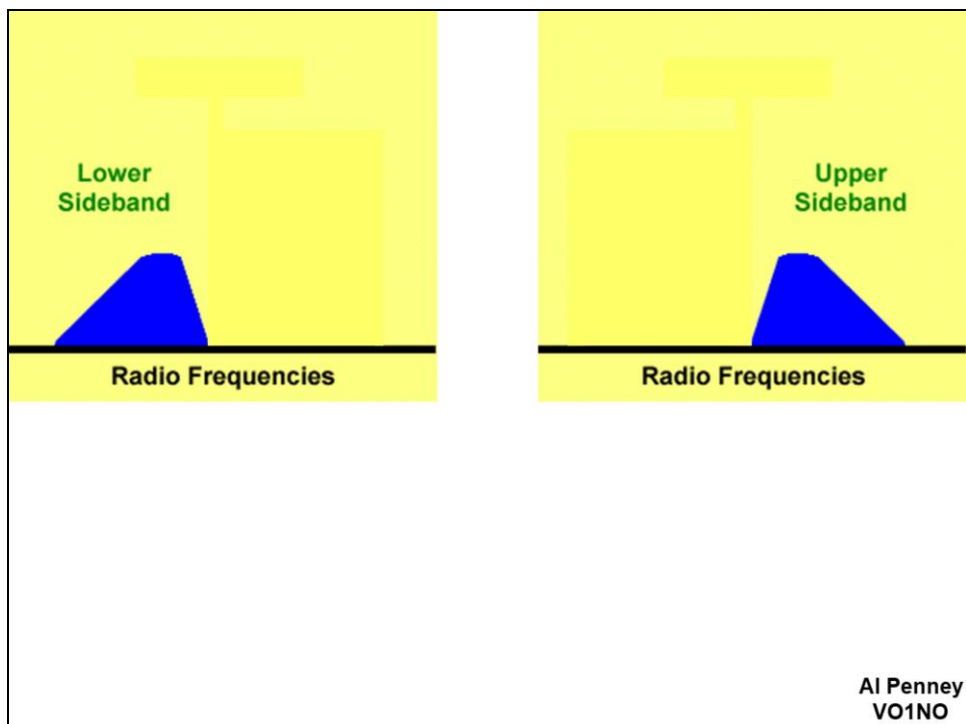 Lower
Sideband
Radio Frequencies
Upper
Sideband
Radio Frequencies
Al Penney
VO1NO